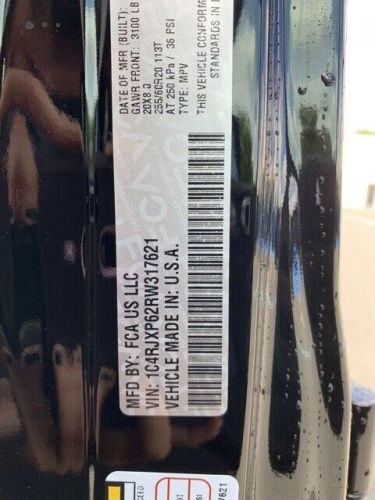 MFD BY: FCA US LLC
1C4RJXP62RW317621
VEHICLE MADE IN: U.S.A.
DATE OF MFR (BUILT):
GAWR FRONT: 3100 LB
20X8.0
255/60R20 113T
AT 250 kPa / 36 PSI
TYPE: MPV
THIS VEHICLE CONFORMS
STANDARDS IN
7621